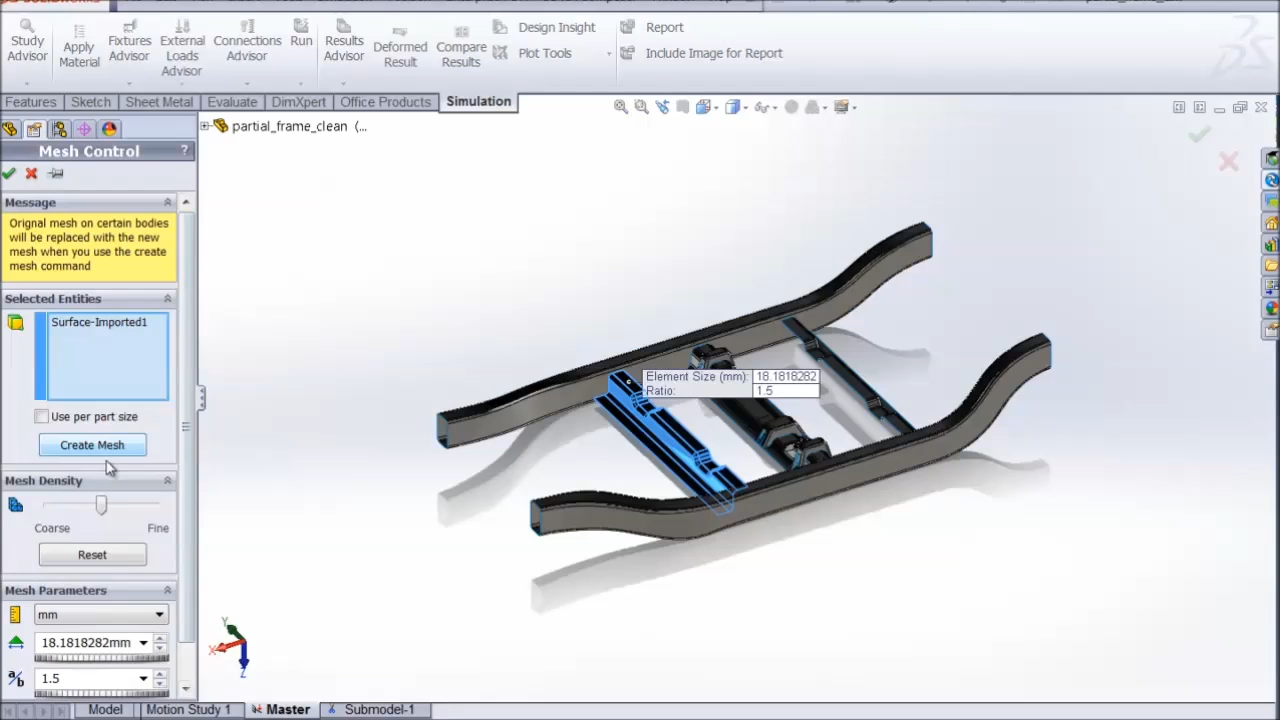 Study Advisor
Apply Material
Fixtures Advisor
External Loads Advisor
Connections Advisor
Run
Results Advisor
Deformed Result
Compare Results
Design Insight
Plot Tools
Report
Include Image for Report
Features
Sketch
Sheet Metal
Evaluate
DimXpert
Office Products
Simulation
partial_frame_clean (...
Mesh Control
?
Message
Orignal mesh on certain bodies
will be replaced with the new
mesh when you use the create
mesh command
Selected Entities
Surface-Imported1
Use per part size
Create Mesh
Mesh Density
Coarse
Fine
Reset
Mesh Parameters
mm
18.1818282mm
a/b
1.5
Element Size (mm): 18.1818282
Ratio: 1.5
Y
X
Z
Model
Motion Study 1
Master
Submodel-1